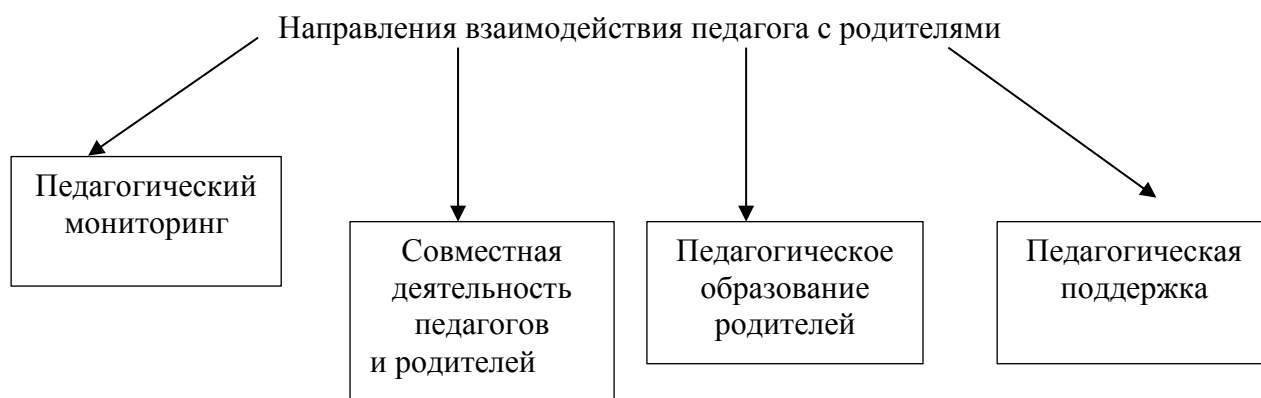 Направления взаимодействия педагога с родителями
Педагогический
мониторинг
Совместная
деятельность
педагогов
и родителей
Педагогическое
образование
родителей
Педагогическая
поддержка